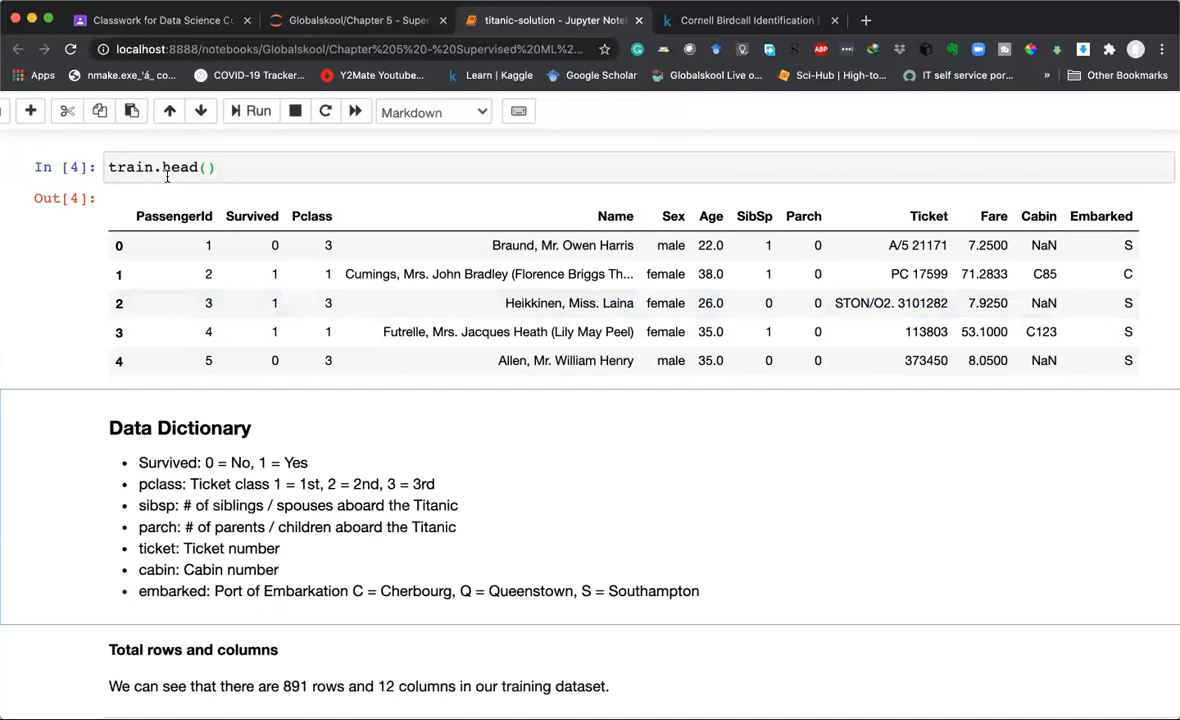 Classwork for Data Science Co
Globalskool/Chapter 5 - Super
titanic-solution - Jupyter Note
Cornell Birdcall Identification
localhost:8888/notebooks/Globalskool/Chapter%205%20-%20Supervised%20ML%2...
Apps nmake.exe_'á_ co... COVID-19 Tracker... Y2Mate Youtube... Learn | Kaggle Google Scholar Globalskool Live o... Sci-Hub | High-to... IT self service por... » Other Bookmarks
Run Markdown
In [4]: train.head()
Out[4]:
PassengerId Survived Pclass Name Sex Age SibSp Parch Ticket Fare Cabin Embarked
0 1 0 3 Braund, Mr. Owen Harris male 22.0 1 0 A/5 21171 7.2500 NaN S
1 2 1 1 Cumings, Mrs. John Bradley (Florence Briggs Th... female 38.0 1 0 PC 17599 71.2833 C85 C
2 3 1 3 Heikkinen, Miss. Laina female 26.0 0 0 STON/O2. 3101282 7.9250 NaN S
3 4 1 1 Futrelle, Mrs. Jacques Heath (Lily May Peel) female 35.0 1 0 113803 53.1000 C123 S
4 5 0 3 Allen, Mr. William Henry male 35.0 0 0 373450 8.0500 NaN S
Data Dictionary
• Survived: 0 = No, 1 = Yes
• pclass: Ticket class 1 = 1st, 2 = 2nd, 3 = 3rd
• sibsp: # of siblings / spouses aboard the Titanic
• parch: # of parents / children aboard the Titanic
• ticket: Ticket number
• cabin: Cabin number
• embarked: Port of Embarkation C = Cherbourg, Q = Queenstown, S = Southampton
Total rows and columns
We can see that there are 891 rows and 12 columns in our training dataset.